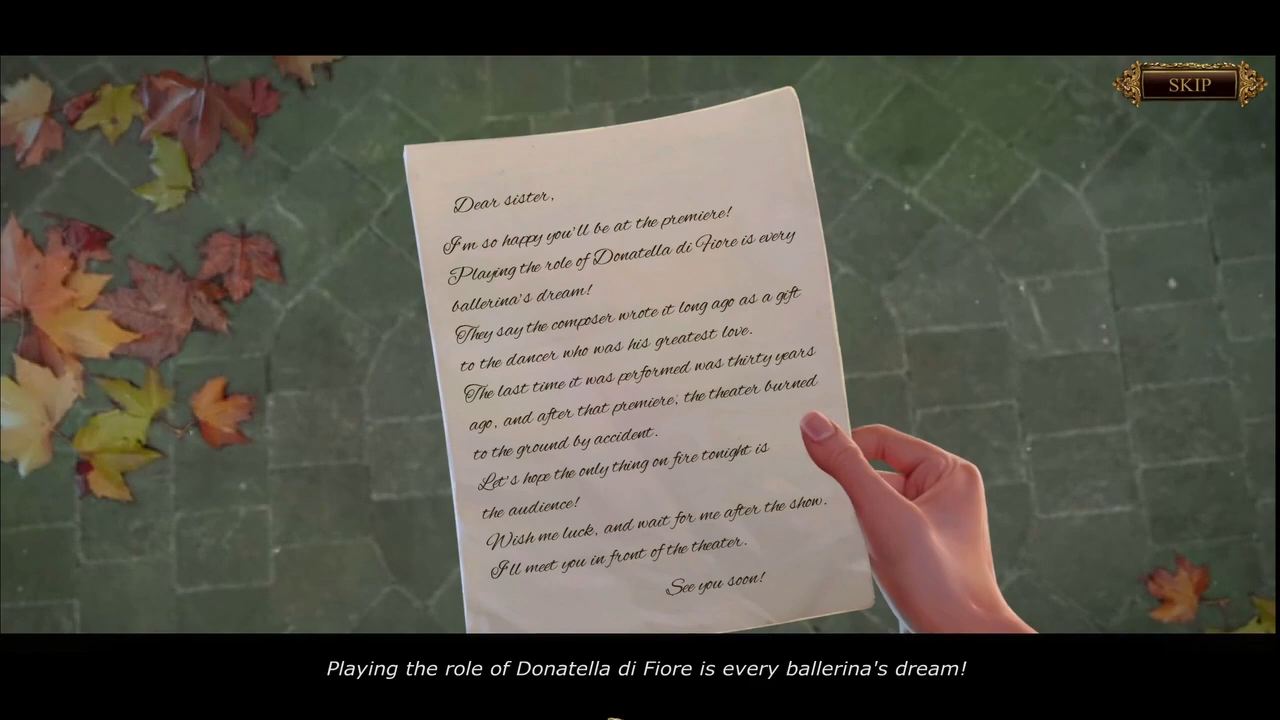 SKIP
Dear sister,
I'm so happy you'll be at the premiere!
Playing the role of Donatella di Fiore is every
ballerina's dream!
They say the composer wrote it long ago as a gift
to the dancer who was his greatest love.
The last time it was performed was thirty years
ago, and after that premiere, the theater burned
to the ground by accident.
Let's hope the only thing on fire tonight is
the audience!
Wish me luck, and wait for me after the show.
I'll meet you in front of the theater.
See you soon!
Playing the role of Donatella di Fiore is every ballerina's dream!